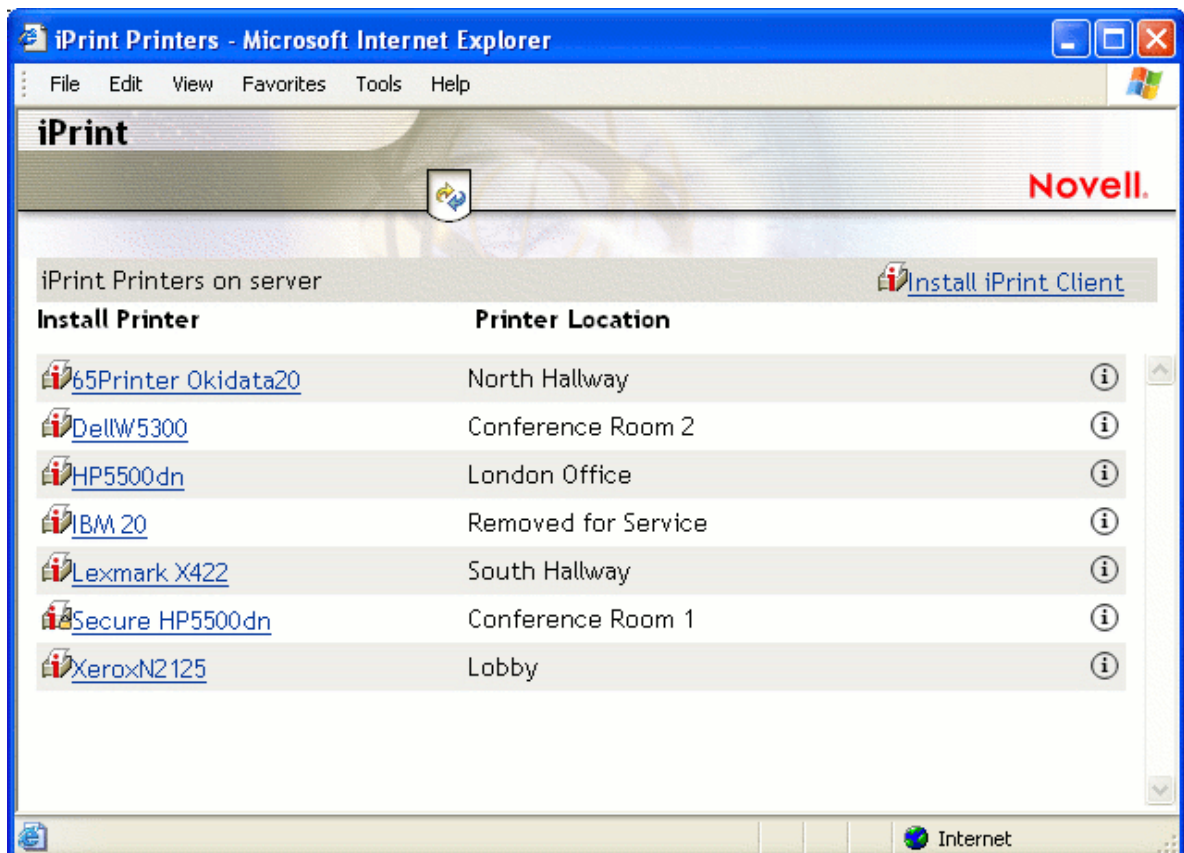 iPrint Printers - Microsoft Internet Explorer
File Edit View Favorites Tools Help
iPrint
Novell.
iPrint Printers on server Install iPrint Client
Install Printer Printer Location
65Printer Okidata20 North Hallway
DellW5300 Conference Room 2
HP5500dn London Office
IBM 20 Removed for Service
Lexmark X422 South Hallway
Secure HP5500dn Conference Room 1
XeroxN2125 Lobby
Internet